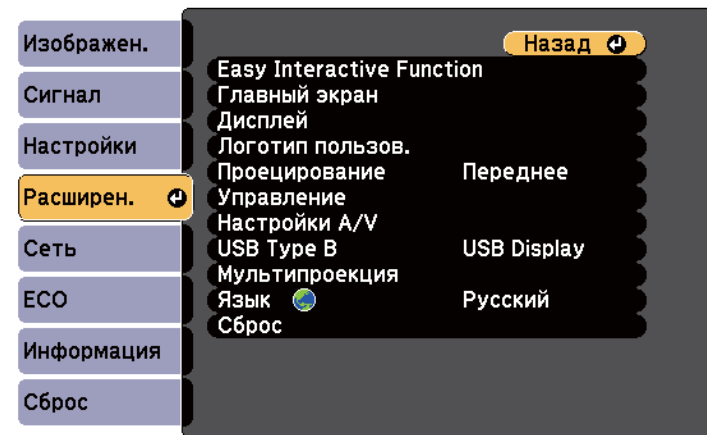 Изображен.
Сигнал
Настройки
Расширен.
Сеть
ECO
Информация
Сброс
Назад
Easy Interactive Function
Главный экран
Дисплей
Логотип пользов.
Проецирование Переднее
Управление
Настройки A/V
USB Type B USB Display
Мультипроекция
Язык Русский
Сброс